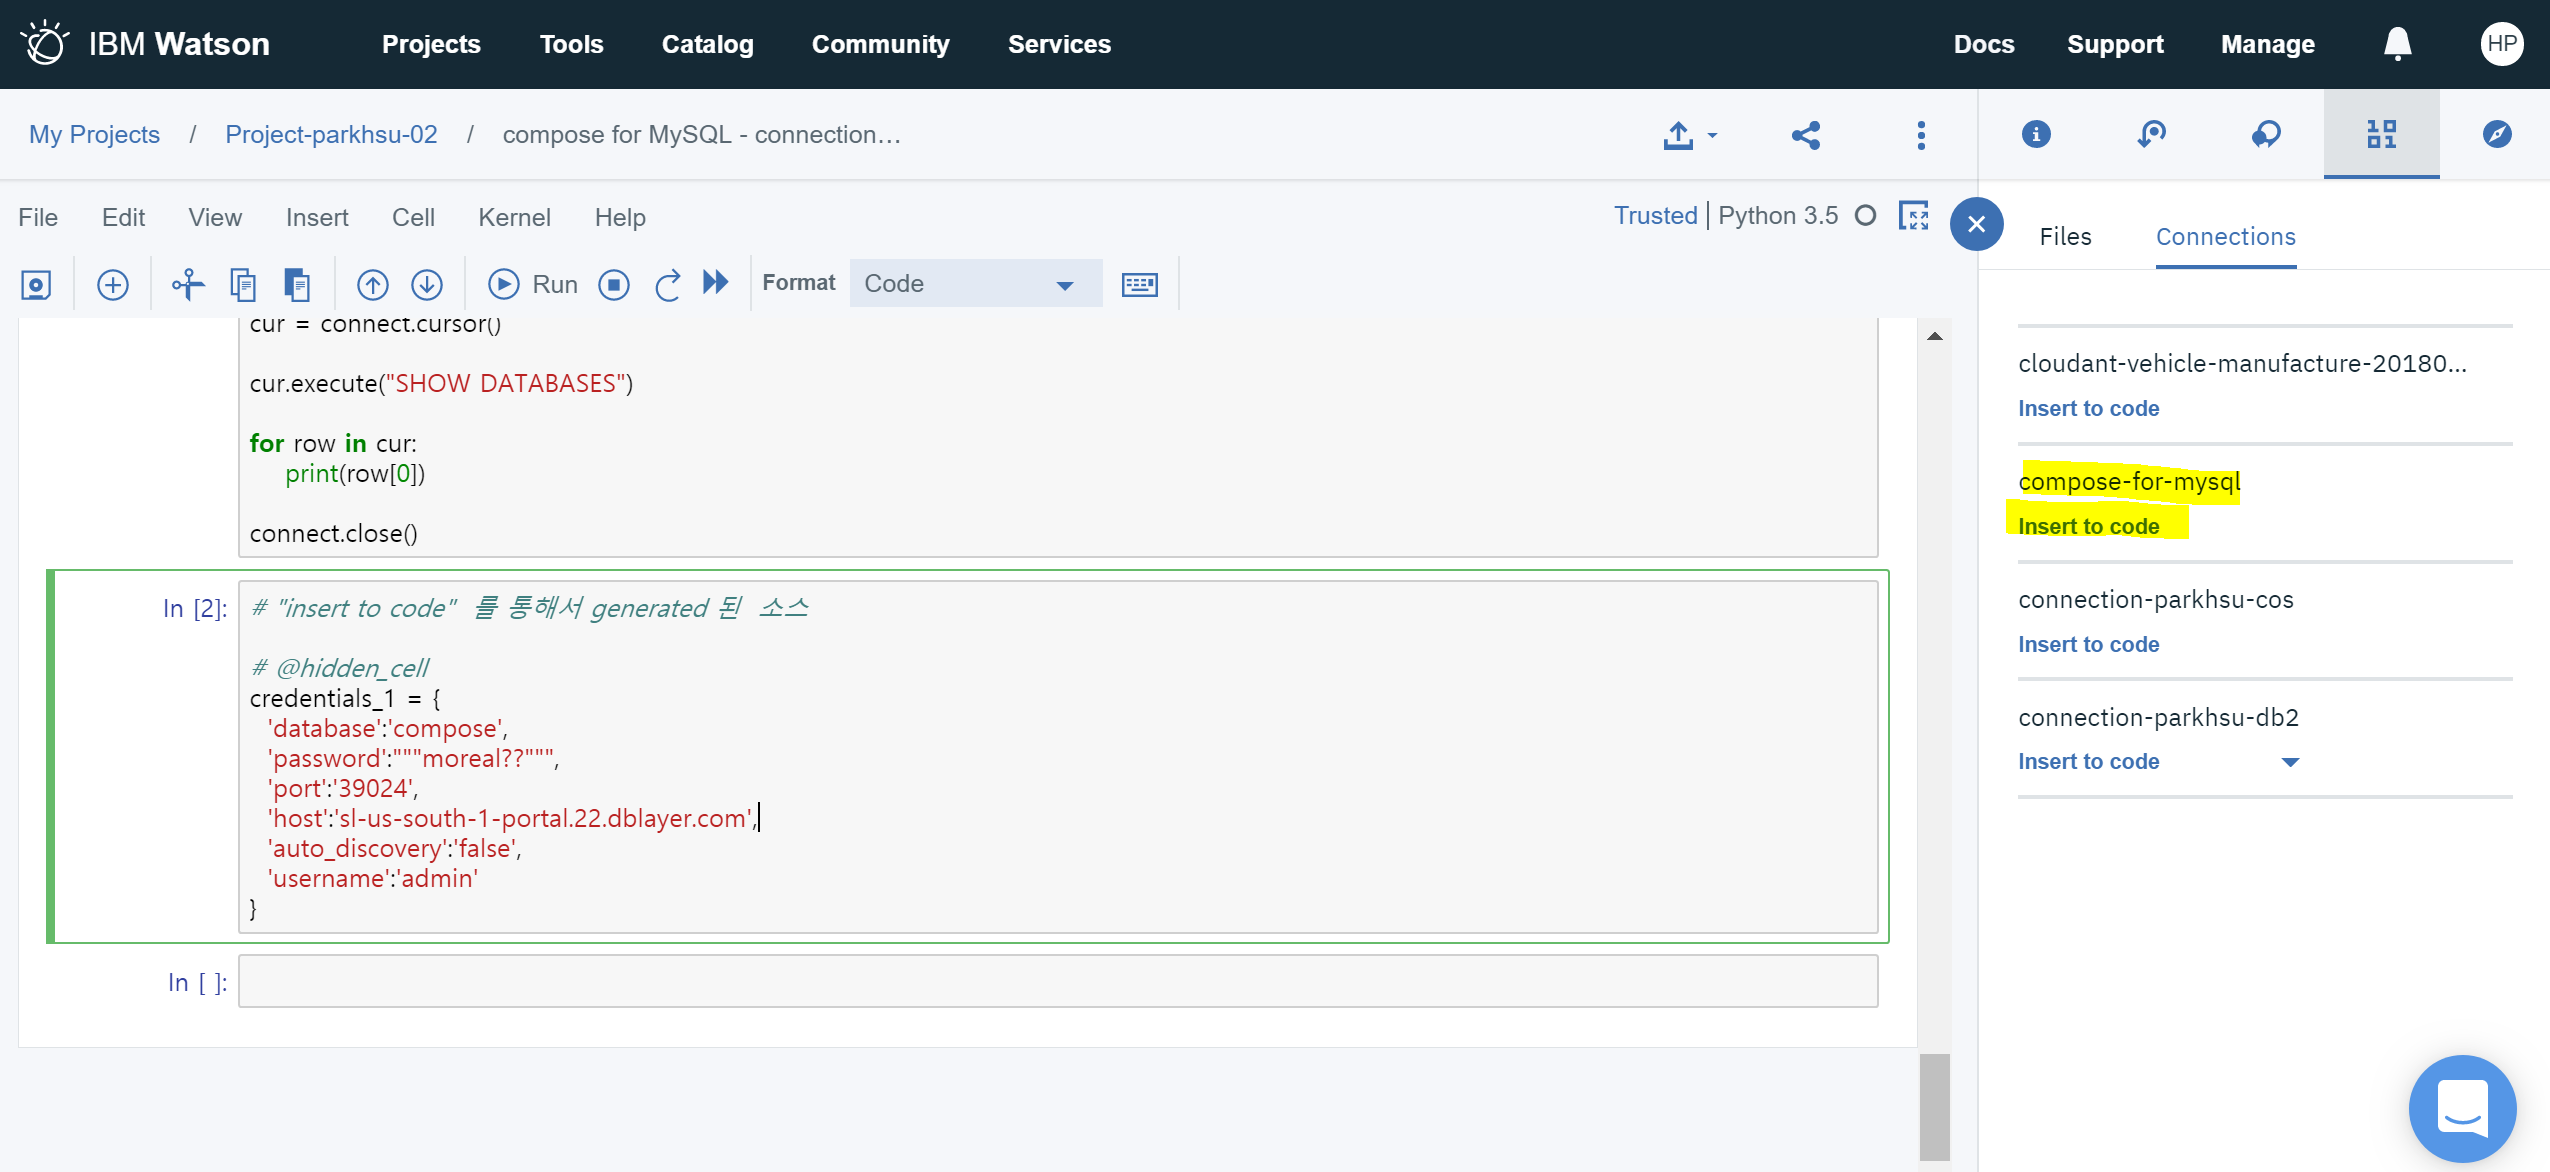 IBM Watson
Projects
Tools
Catalog
Community
Services
Docs
Support
Manage
HP
My Projects / Project-parkhsu-02 / compose for MySQL - connection…
File
Edit
View
Insert
Cell
Kernel
Help
Trusted | Python 3.5
Run
Format
Code
cur = connect.cursor()
cur.execute("SHOW DATABASES")
for row in cur:
print(row[0])
connect.close()
In [2]:
# "insert to code" 를 통해서 generated 된 소스
# @hidden_cell
credentials_1 = {
'database':'compose',
'password':"""moreal??""",
'port':'39024',
'host':'sl-us-south-1-portal.22.dblayer.com',
'auto_discovery':'false',
'username':'admin'
}
In [ ]:
Files
Connections
cloudant-vehicle-manufacture-20180...
Insert to code
compose-for-mysql
Insert to code
connection-parkhsu-cos
Insert to code
connection-parkhsu-db2
Insert to code